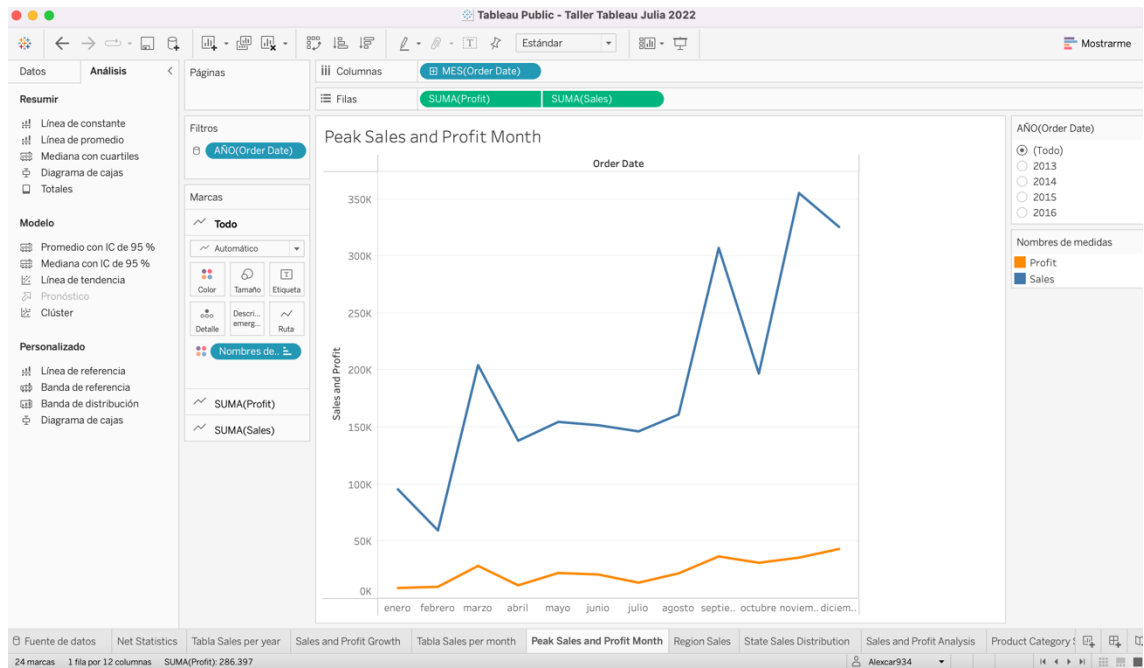 Tableau Public - Taller Tableau Julia 2022
Estándar
Mostrarme
Datos
Análisis
Resumir
Línea de constante
Línea de promedio
Mediana con cuartiles
Diagrama de cajas
Totales
Modelo
Promedio con IC de 95 %
Mediana con IC de 95 %
Línea de tendencia
Pronóstico
Clúster
Personalizado
Línea de referencia
Banda de referencia
Banda de distribución
Diagrama de cajas
Páginas
Filtros
AÑO(Order Date)
Marcas
Todo
Automático
Color
Tamaño
Etiqueta
Detalle
Descri...
emerg...
Ruta
Nombres de..
SUMA(Profit)
SUMA(Sales)
Columnas
MES(Order Date)
Filas
SUMA(Profit)
SUMA(Sales)
Peak Sales and Profit Month
Order Date
Sales and Profit
350K
300K
250K
200K
150K
100K
50K
0K
enero febrero marzo abril mayo junio julio agosto septie.. octubre noviem.. diciem..
AÑO(Order Date)
(Todo)
2013
2014
2015
2016
Nombres de medidas
Profit
Sales
Fuente de datos
Net Statistics
Tabla Sales per year
Sales and Profit Growth
Tabla Sales per month
Peak Sales and Profit Month
Region Sales
State Sales Distribution
Sales and Profit Analysis
Product Category
24 marcas 1 fila por 12 columnas SUMA(Profit): 286.397
Alexcar934